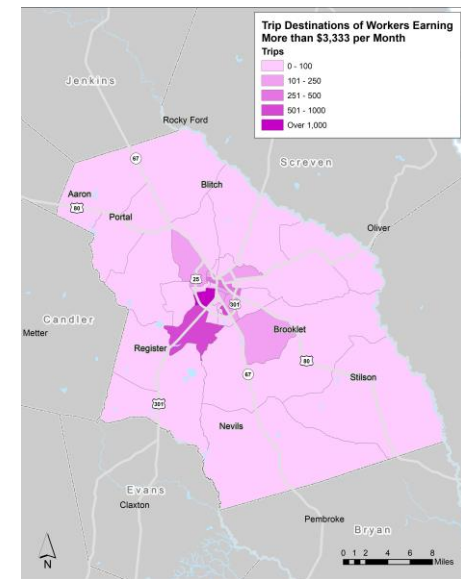 Trip Destinations of Workers Earning
More than $3,333 per Month
Trips
0 - 100
101 - 250
251 - 500
501 - 1000
Over 1,000
Jenkins
Rocky Ford
Screven
67
Blitch
Aaron
80
Portal
Oliver
25
301
Candler
Metter
Brooklet
Register
80
67
Stilson
301
Nevils
Evans
Claxton
Pembroke
Bryan
N
0 1 2 4 6 8
Miles